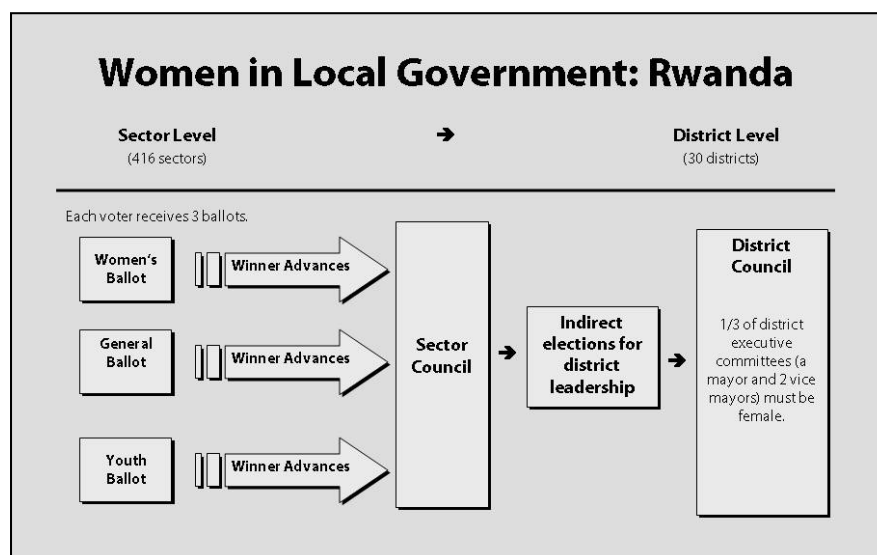 Women in Local Government: Rwanda
Sector Level
(416 sectors)
➔
District Level
(30 districts)
Each voter receives 3 ballots.
Women's
Ballot
Winner Advances
General
Ballot
Winner Advances
Youth
Ballot
Winner Advances
Sector
Council
➔
Indirect
elections for
district
leadership
➔
District
Council
1/3 of district
executive
committees (a
mayor and 2 vice
mayors) must be
female.